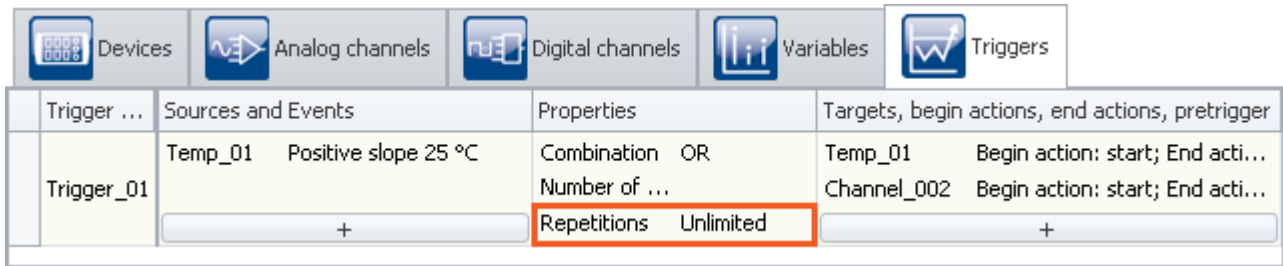 Devices Analog channels Digital channels Variables Triggers
Trigger ... Sources and Events Properties Targets, begin actions, end actions, pretrigger
Temp_01 Positive slope 25 °C Combination OR Temp_01 Begin action: start; End acti...
Trigger_01 Number of ... Channel_002 Begin action: start; End acti...
+ Repetitions Unlimited +